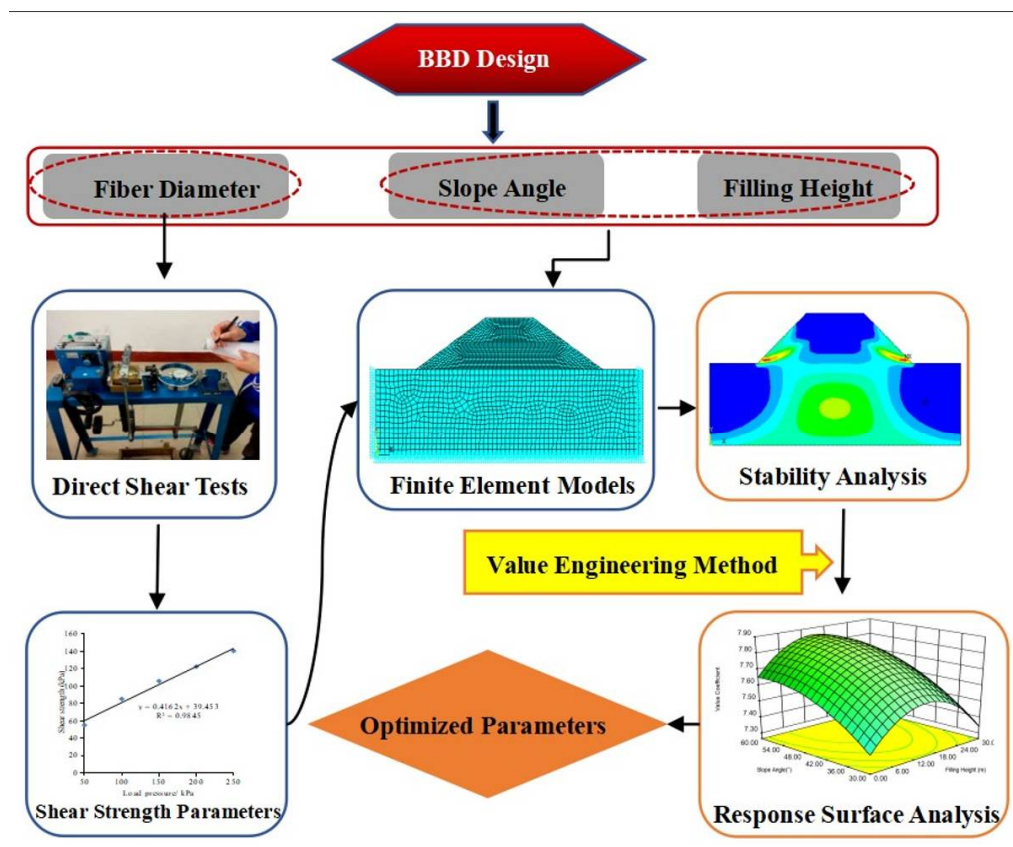 BBD Design
Fiber Diameter
Slope Angle
Filling Height
Direct Shear Tests
Finite Element Models
Stability Analysis
Value Engineering Method
160
140
120
100
80
60
40
20
0
Shear strength (kPa)
y = 0.4162x + 39.453
R² = 0.9845
50 100 150 200 250
Load pressure/ kPa
Shear Strength Parameters
Optimized Parameters
7.90
7.80
7.70
7.60
7.50
7.40
7.30
Value Coefficient
60.00
54.00
48.00
42.00
36.00
30.00
Slope Angle(°)
0.00
6.00
12.00
18.00
24.00
Filling Height (m)
Response Surface Analysis